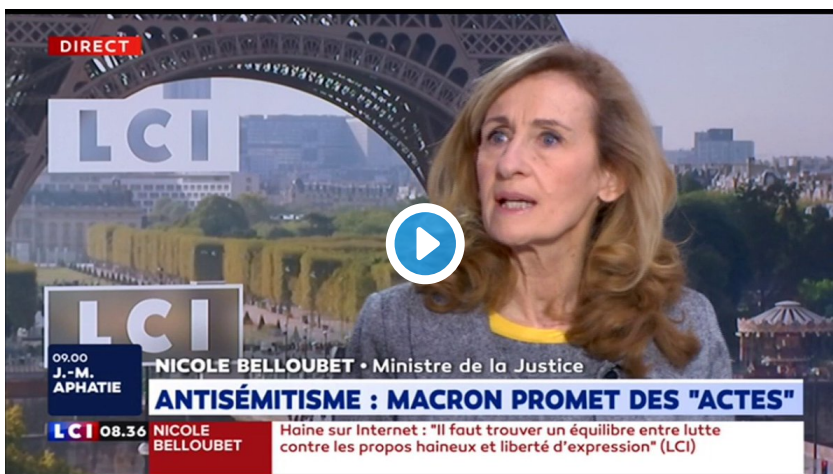 DIRECT
LCI
LCI
09.00
J.-M.
APHATIE
NICOLE BELLOUBET • Ministre de la Justice
ANTISÉMITISME : MACRON PROMET DES "ACTES"
LCI 08.36
NICOLE
BELLOUBET
Haine sur Internet : "Il faut trouver un équilibre entre lutte
contre les propos haineux et liberté d'expression" (LCI)